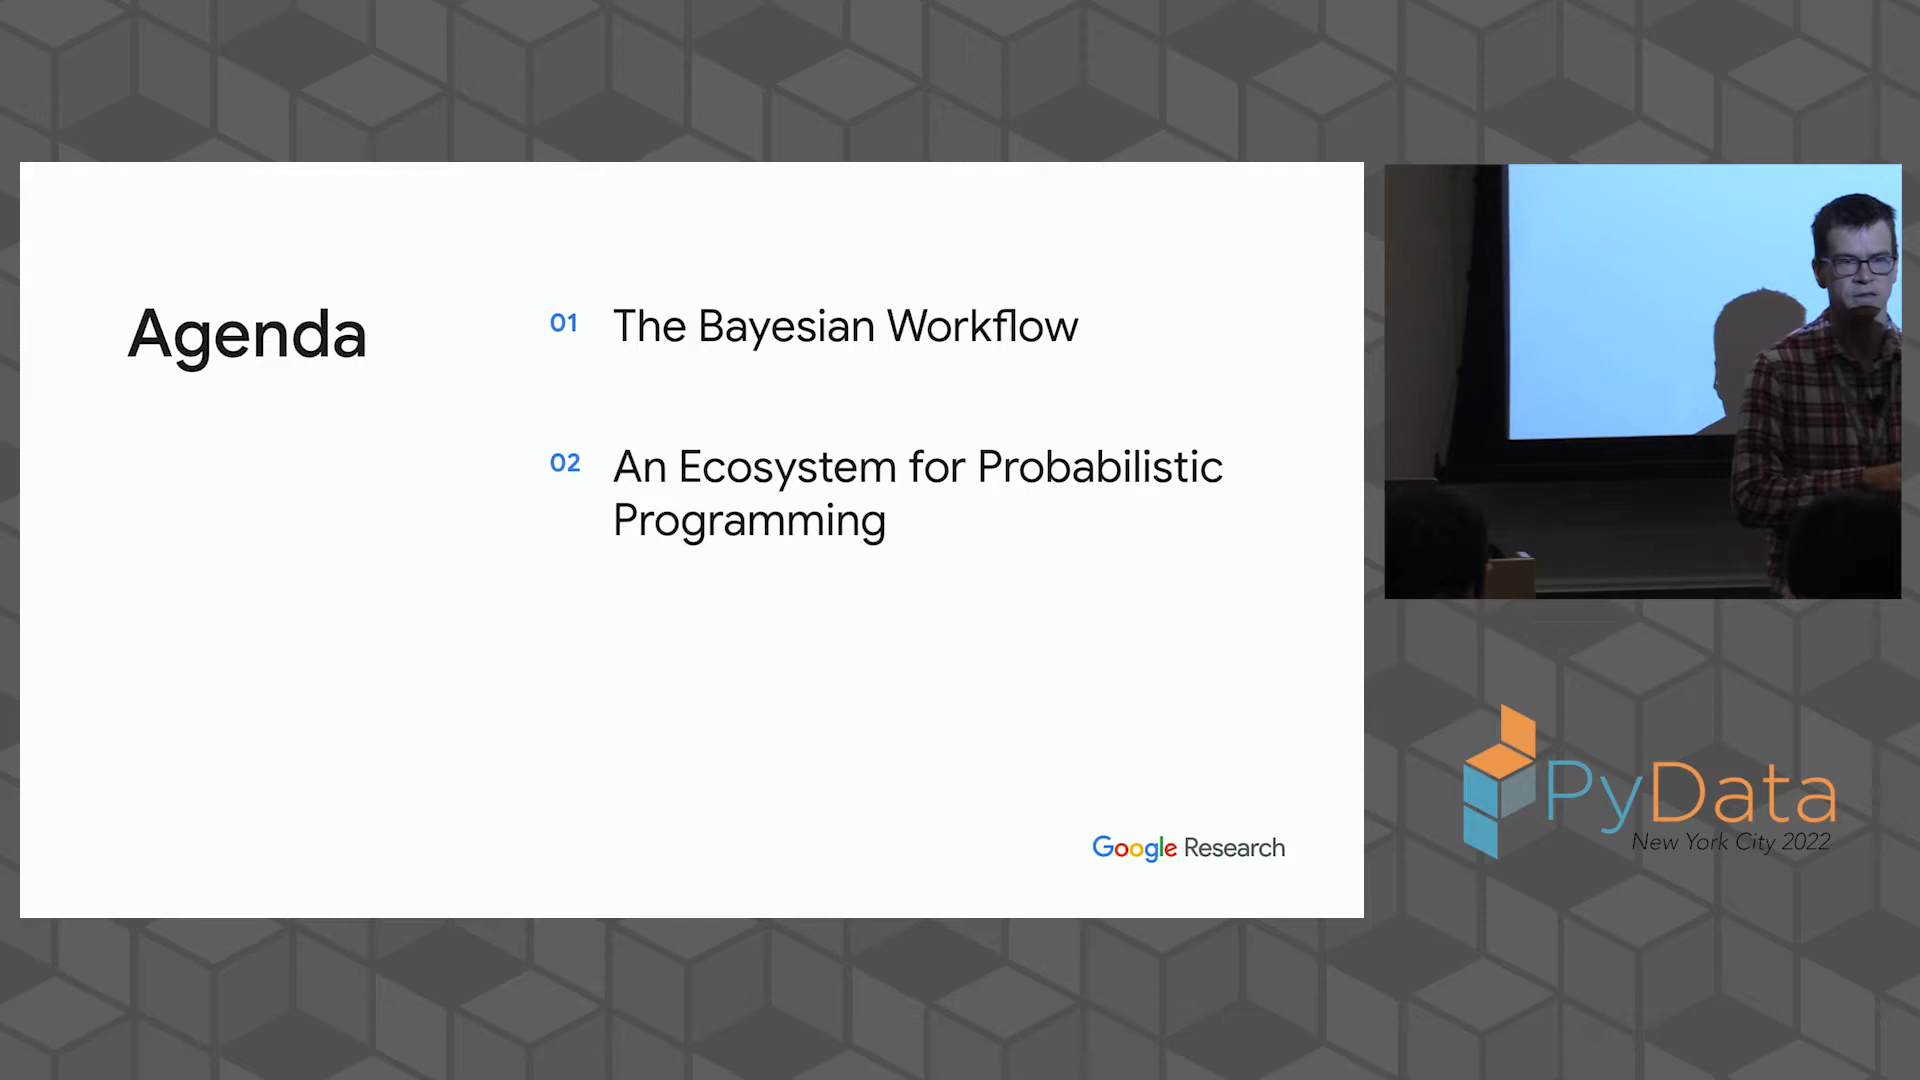 Agenda
01 The Bayesian Workflow
02 An Ecosystem for Probabilistic
Programming
Google Research
PyData
New York City 2022